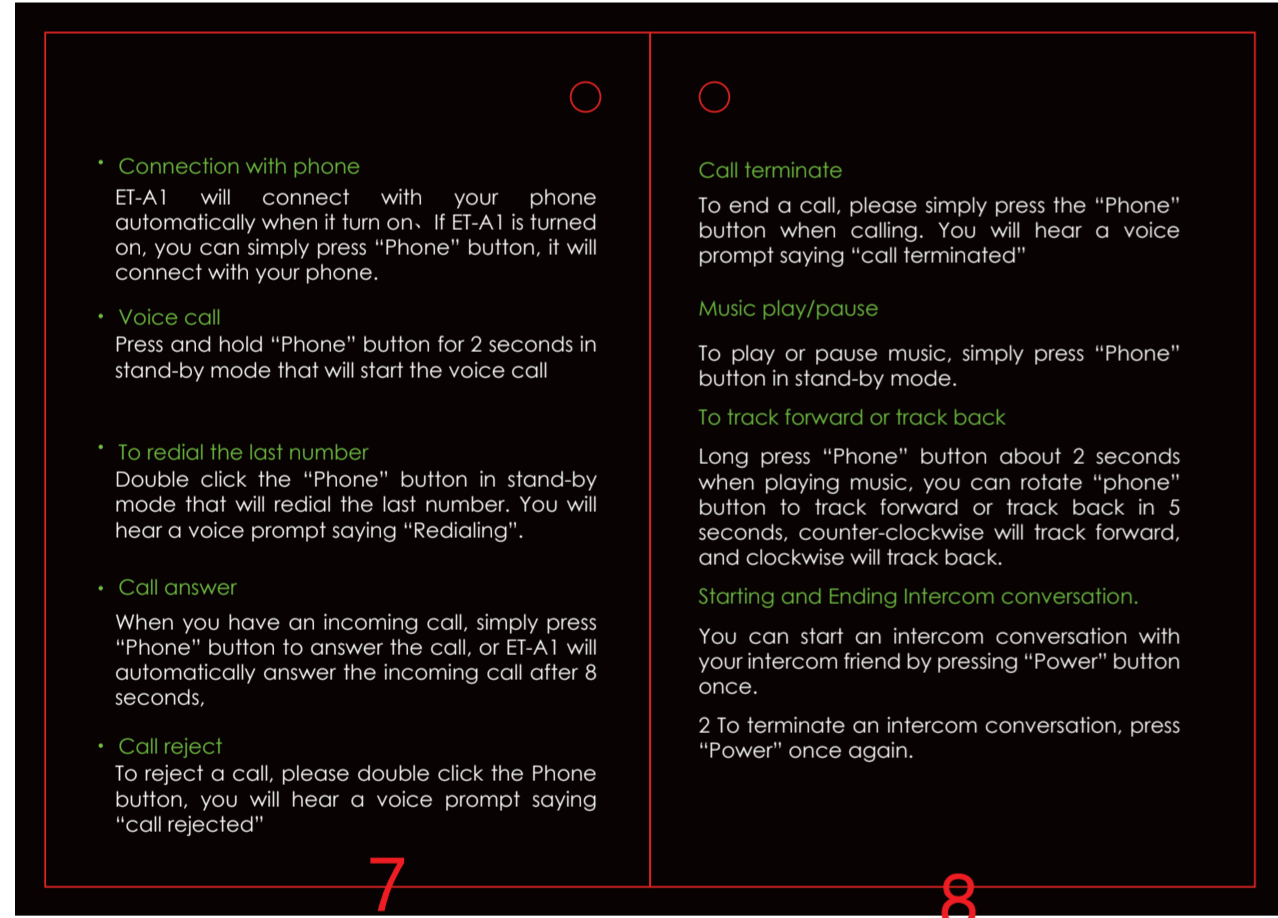 • Connection with phone
ET-A1 will connect with your phone
automatically when it turn on、If ET-A1 is turned
on, you can simply press “Phone” button, it will
connect with your phone.
• Voice call
Press and hold “Phone” button for 2 seconds in
stand-by mode that will start the voice call
• To redial the last number
Double click the “Phone” button in stand-by
mode that will redial the last number. You will
hear a voice prompt saying “Redialing”.
• Call answer
When you have an incoming call, simply press
“Phone” button to answer the call, or ET-A1 will
automatically answer the incoming call after 8
seconds,
• Call reject
To reject a call, please double click the Phone
button, you will hear a voice prompt saying
“call rejected”
7
Call terminate
To end a call, please simply press the “Phone”
button when calling. You will hear a voice
prompt saying “call terminated”
Music play/pause
To play or pause music, simply press “Phone”
button in stand-by mode.
To track forward or track back
Long press “Phone” button about 2 seconds
when playing music, you can rotate “phone”
button to track forward or track back in 5
seconds, counter-clockwise will track forward,
and clockwise will track back.
Starting and Ending Intercom conversation.
You can start an intercom conversation with
your intercom friend by pressing “Power” button
once.
2 To terminate an intercom conversation, press
“Power” once again.
8